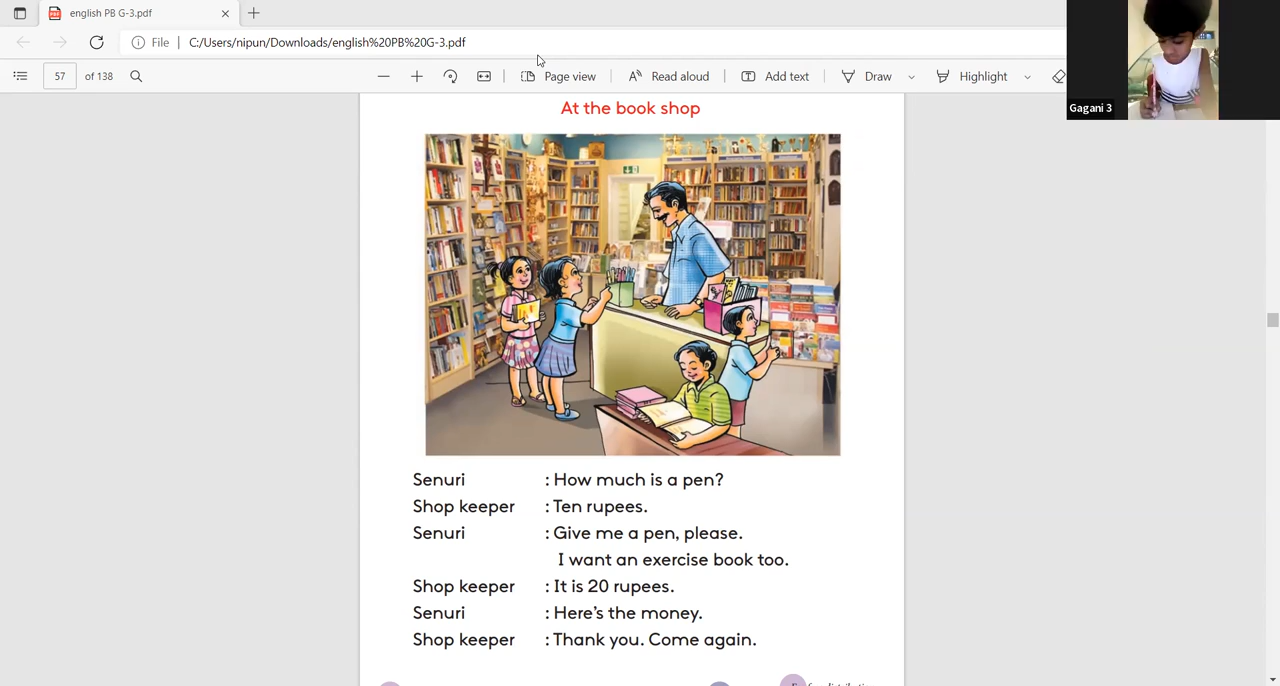 english PB G-3.pdf
File
C:/Users/nipun/Downloads/english%20PB%20G-3.pdf
57 of 138
Page view
Read aloud
Add text
Draw
Highlight
Gagani 3
At the book shop
Senuri : How much is a pen?
Shop keeper : Ten rupees.
Senuri : Give me a pen, please.
I want an exercise book too.
Shop keeper : It is 20 rupees.
Senuri : Here's the money.
Shop keeper : Thank you. Come again.